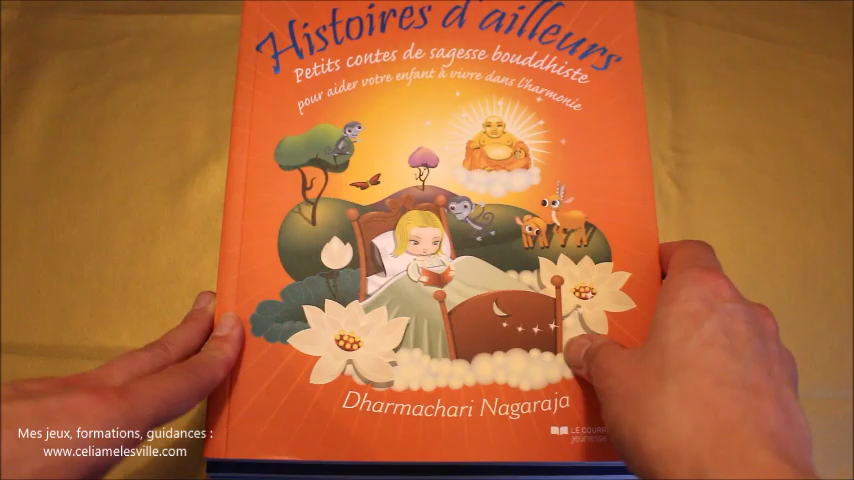 Histoires d'ailleurs
Petits contes de sagesse bouddhiste
pour aider votre enfant à vivre dans l'harmonie
Dharmachari Nagaraja
LE
jeunesse
Mes jeux, formations, guidances :
www.celiamelesville.com